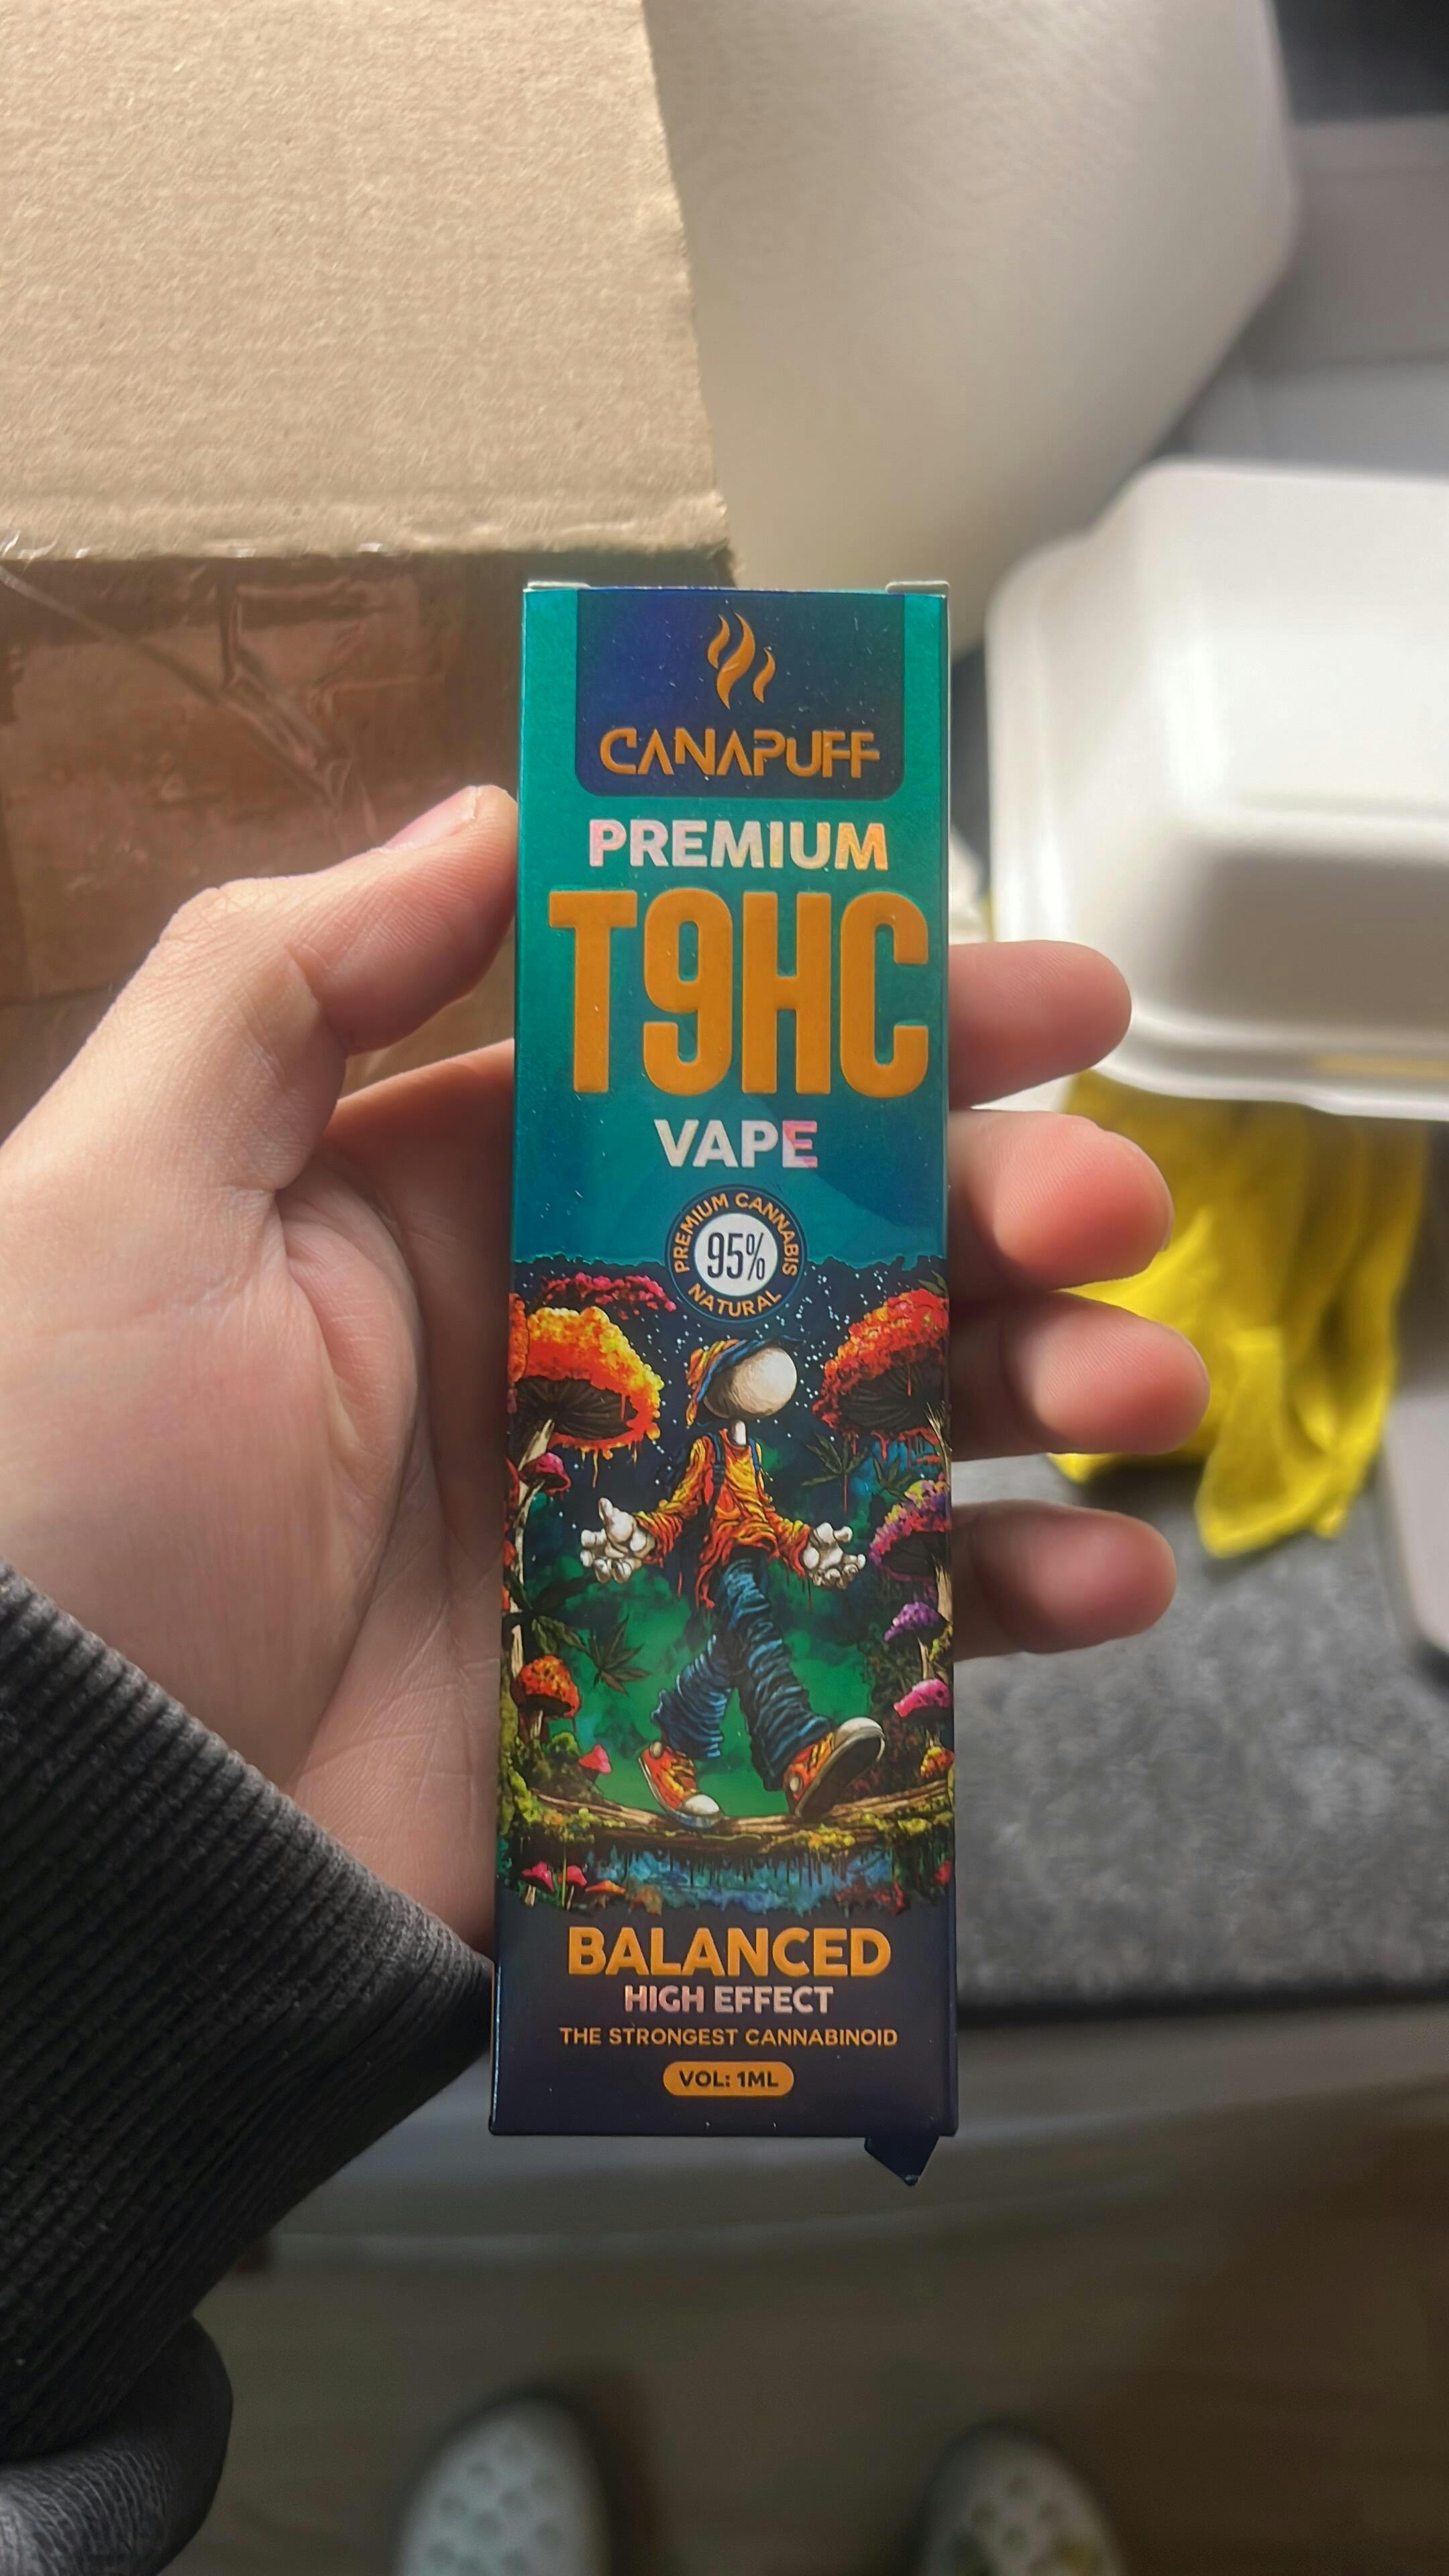 CANAPUFF
PREMIUM
T9HC
VAPE
PREMIUM CANNABIS
95%
NATURAL
BALANCED
HIGH EFFECT
THE STRONGEST CANNABINOID
VOL: 1ML